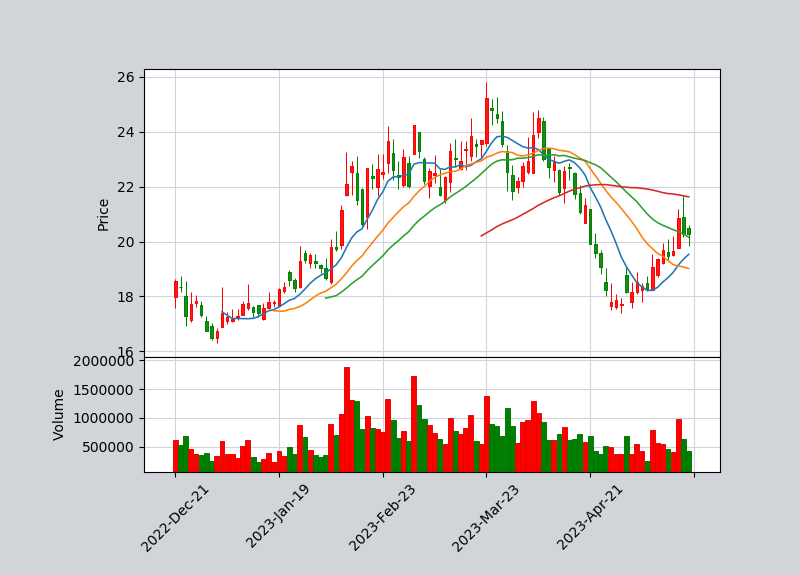 26
24
22
20
18
16
Price
2000000
1500000
1000000
500000
Volume
2022-Dec-21
2023-Jan-19
2023-Feb-23
2023-Mar-23
2023-Apr-21